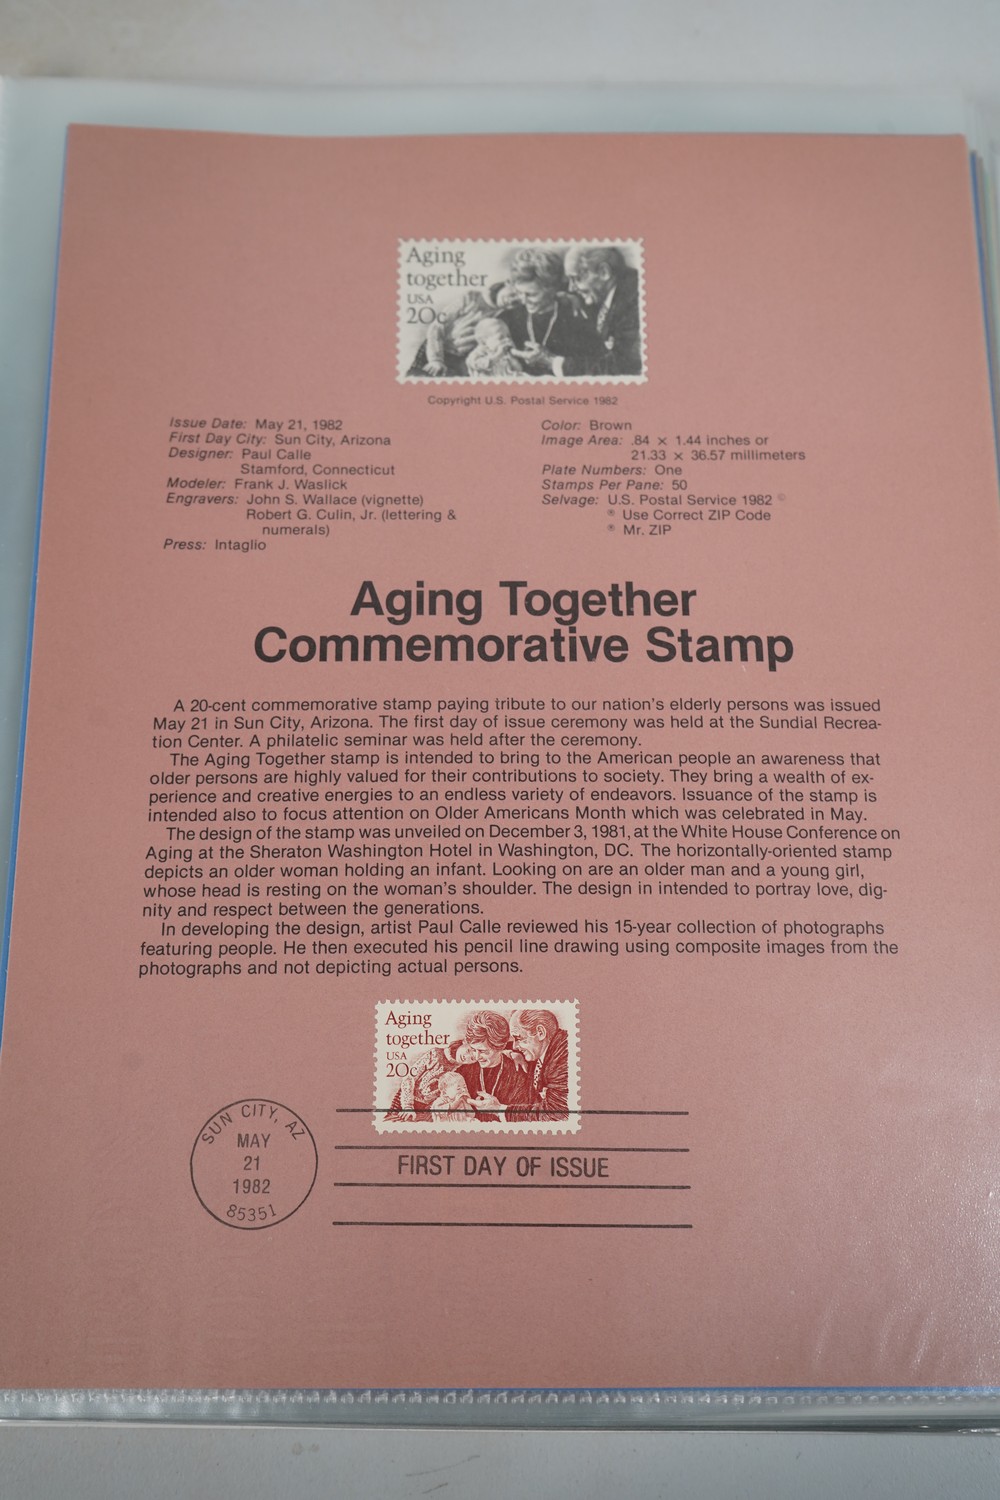 Aging
together
USA
20c
Copyright U.S. Postal Service 1982
Issue Date: May 21, 1982
First Day City: Sun City, Arizona
Designer: Paul Calle
Stamford, Connecticut
Modeler: Frank J. Waslick
Engravers: John S. Wallace (vignette)
Robert G. Culin, Jr. (lettering &
numerals)
Press: Intaglio
Color: Brown
Image Area: .84 × 1.44 inches or
21.33 × 36.57 millimeters
Plate Numbers: One
Stamps Per Pane: 50
Selvage: U.S. Postal Service 1982 ©
® Use Correct ZIP Code
® Mr. ZIP
Aging Together
Commemorative Stamp
A 20-cent commemorative stamp paying tribute to our nation's elderly persons was issued
May 21 in Sun City, Arizona. The first day of issue ceremony was held at the Sundial Recrea-
tion Center. A philatelic seminar was held after the ceremony.
The Aging Together stamp is intended to bring to the American people an awareness that
older persons are highly valued for their contributions to society. They bring a wealth of ex-
perience and creative energies to an endless variety of endeavors. Issuance of the stamp is
intended also to focus attention on Older Americans Month which was celebrated in May.
The design of the stamp was unveiled on December 3, 1981, at the White House Conference on
Aging at the Sheraton Washington Hotel in Washington, DC. The horizontally-oriented stamp
depicts an older woman holding an infant. Looking on are an older man and a young girl,
whose head is resting on the woman's shoulder. The design in intended to portray love, dig-
nity and respect between the generations.
In developing the design, artist Paul Calle reviewed his 15-year collection of photographs
featuring people. He then executed his pencil line drawing using composite images from the
photographs and not depicting actual persons.
Aging
together
USA
20c
SUN CITY, AZ
MAY
21
1982
85351
FIRST DAY OF ISSUE